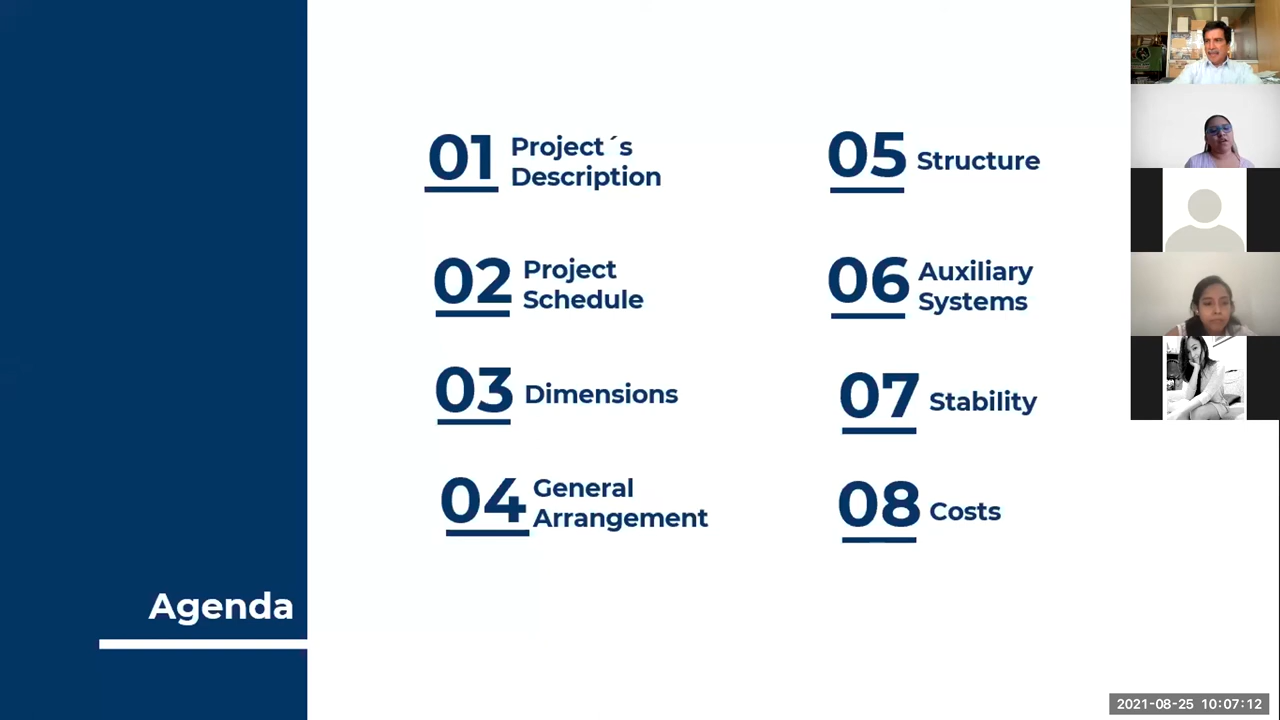 01 Project´s
Description
02 Project
Schedule
03 Dimensions
04 General
Arrangement
05 Structure
06 Auxiliary
Systems
07 Stability
08 Costs
Agenda
2021-08-25 10:07:12